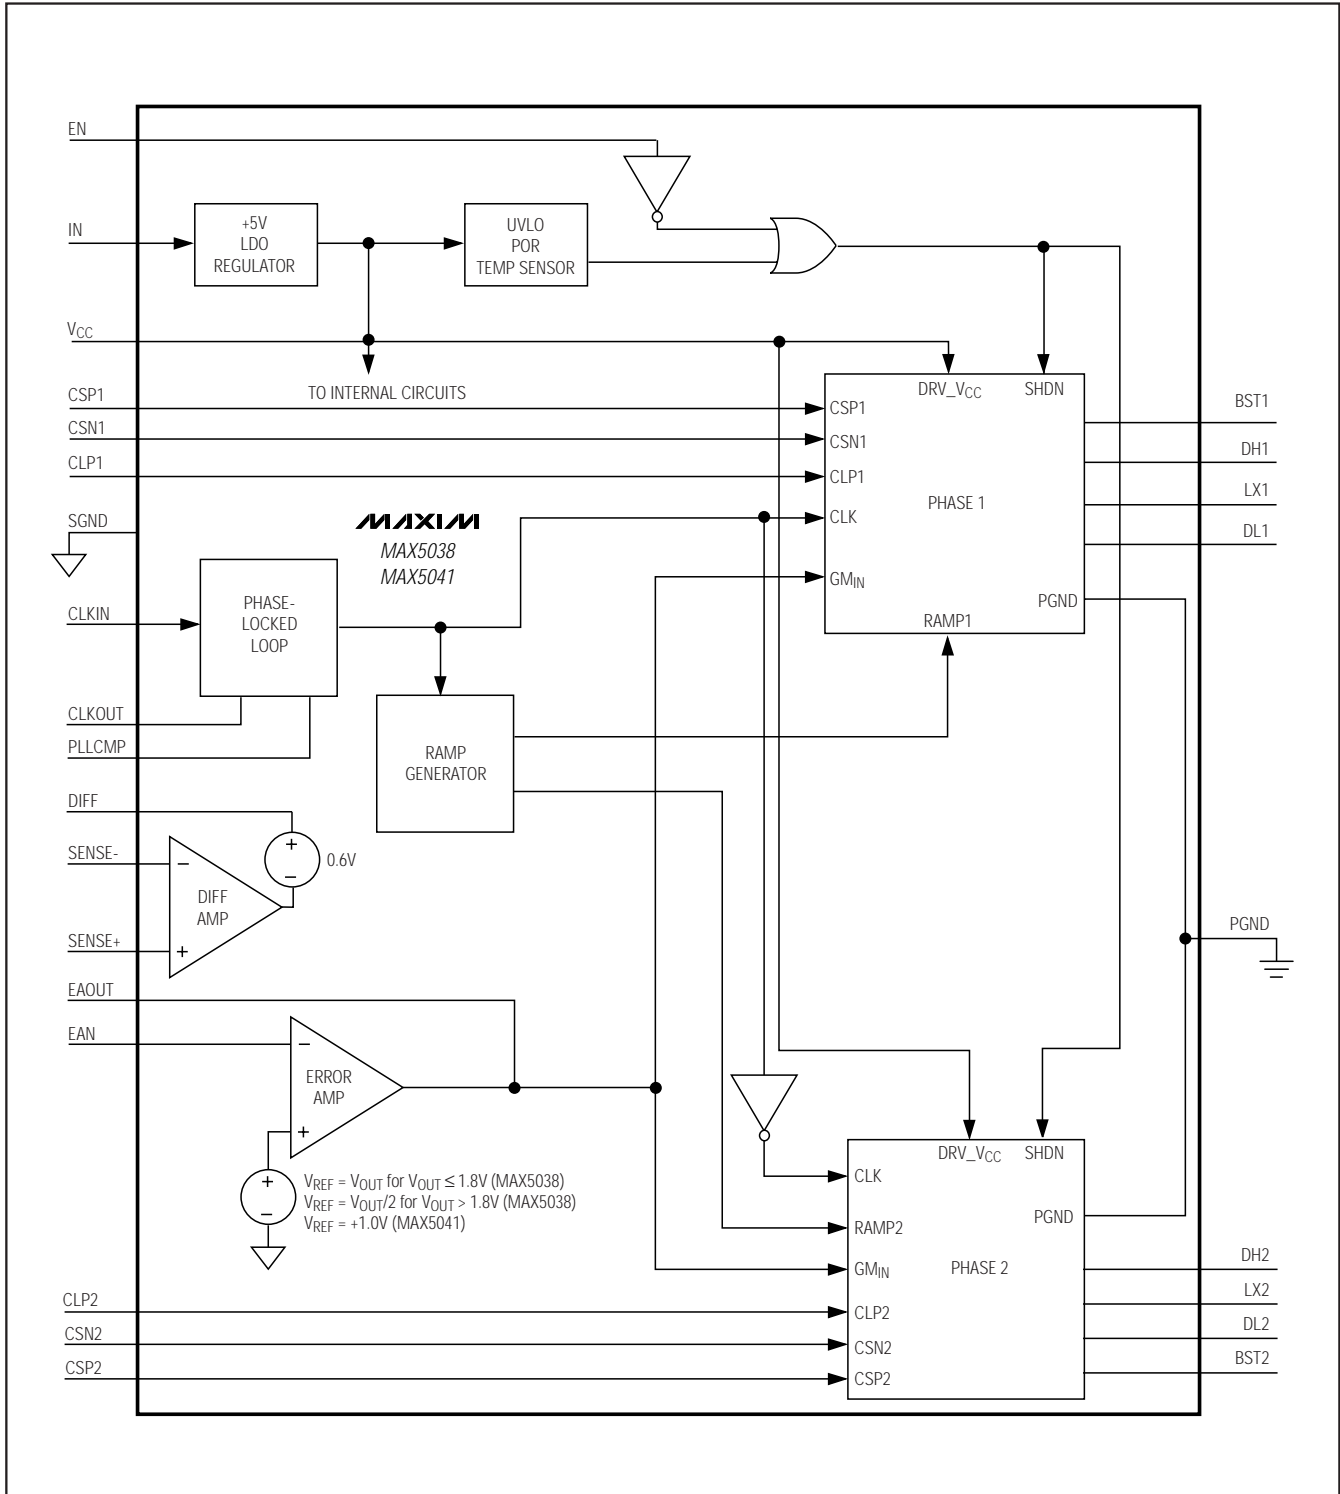 EN
IN
+5V
LDO
REGULATOR
UVLO
POR
TEMP SENSOR
VCC
TO INTERNAL CIRCUITS
CSP1
CSN1
CLP1
SGND
MAXIM
MAX5038
MAX5041
DRV_VCC
SHDN
CSP1
CSN1
CLP1
CLK
GMIN
PHASE 1
PGND
RAMP1
BST1
DH1
LX1
DL1
CLKIN
PHASE-
LOCKED
LOOP
CLKOUT
PLLCMP
RAMP
GENERATOR
DIFF
SENSE-
SENSE+
+
−
0.6V
−
DIFF
AMP
+
PGND
EAOUT
EAN
−
ERROR
AMP
+
+
−
VREF = VOUT for VOUT ≤ 1.8V (MAX5038)
VREF = VOUT/2 for VOUT > 1.8V (MAX5038)
VREF = +1.0V (MAX5041)
DRV_VCC
SHDN
CLK
RAMP2
GMIN
CLP2
CSN2
CSP2
PGND
PHASE 2
DH2
LX2
DL2
BST2
CLP2
CSN2
CSP2